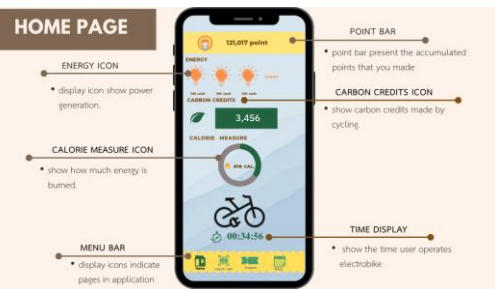 HOME PAGE
ENERGY ICON
• display icon show power
generation.
CALORIE MEASURE ICON
• show how much energy is
burned.
MENU BAR
• display icons indicate
pages in application
121,017 point
ENERGY
CARBON CREDITS
3,456
CALORIE MEASURE
CAL.
00:34:56
POINT BAR
• point bar present the accumulated
points that you made
CARBON CREDITS ICON
• show carbon credits made by
cycling.
TIME DISPLAY
• show the time user operates
electrobike